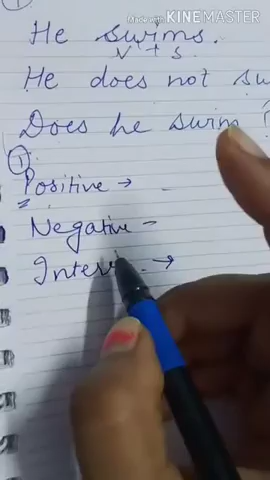 Made with KINEMASTER
He swims.
V + S
He does not
Does he swim
①
Positive →
Negative –
Inter →